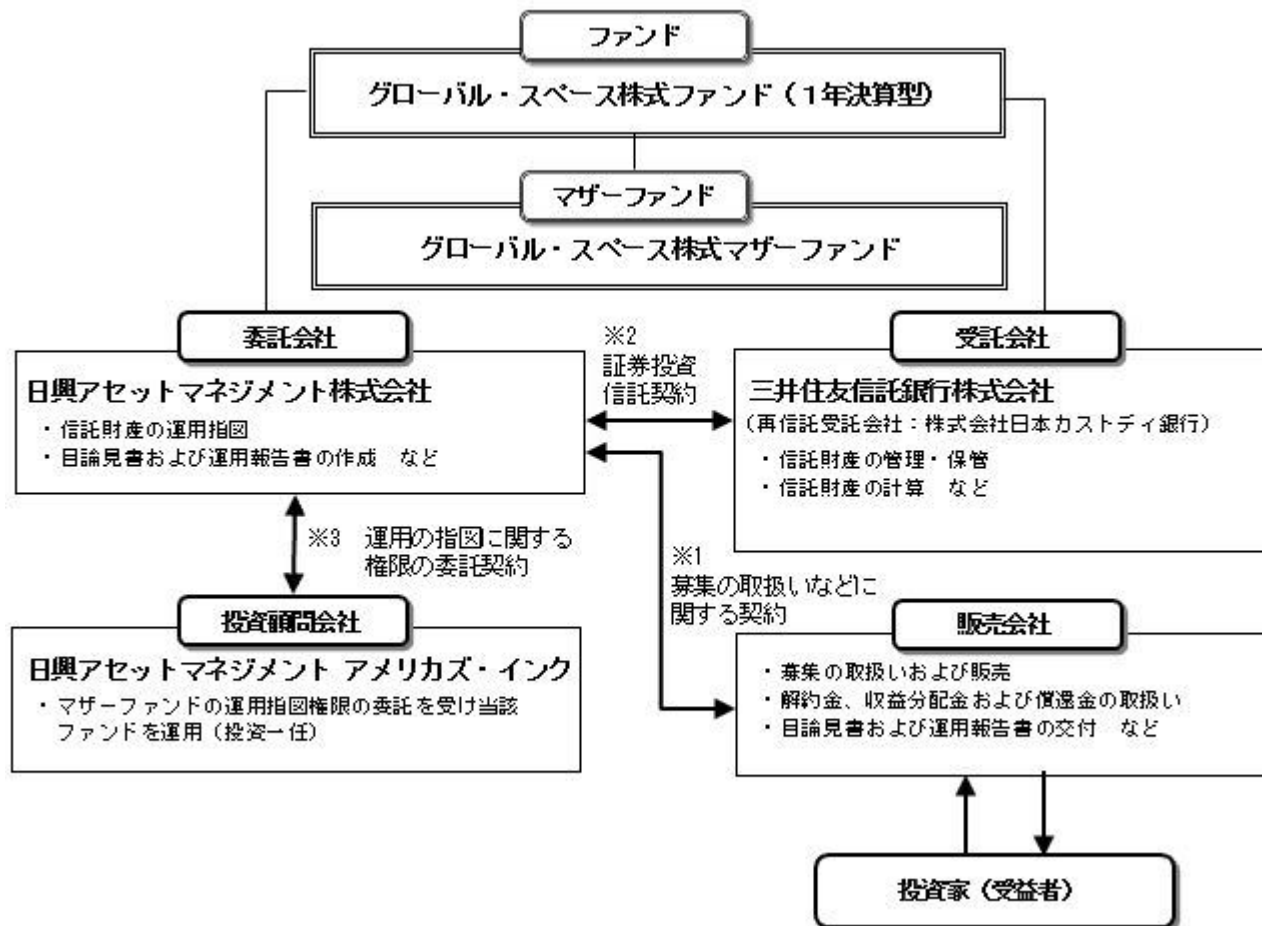 ファンド
グローバル・スペース株式ファンド（１年決算型）
マザーファンド
グローバル・スペース株式マザーファンド
委託会社
日興アセットマネジメント株式会社
・信託財産の運用指図
・目論見書および運用報告書の作成　など
※2
証券投資
信託契約
受託会社
三井住友信託銀行株式会社
（再信託受託会社：株式会社日本カストディ銀行）
・信託財産の管理・保管
・信託財産の計算　など
※3　運用の指図に関する
権限の委託契約
※1
募集の取扱いなどに
関する契約
投資顧問会社
日興アセットマネジメント アメリカズ・インク
・マザーファンドの運用指図権限の委託を受け当該
ファンドを運用（投資一任）
販売会社
・募集の取扱いおよび販売
・解約金、収益分配金および償還金の取扱い
・目論見書および運用報告書の交付　など
投資家（受益者）